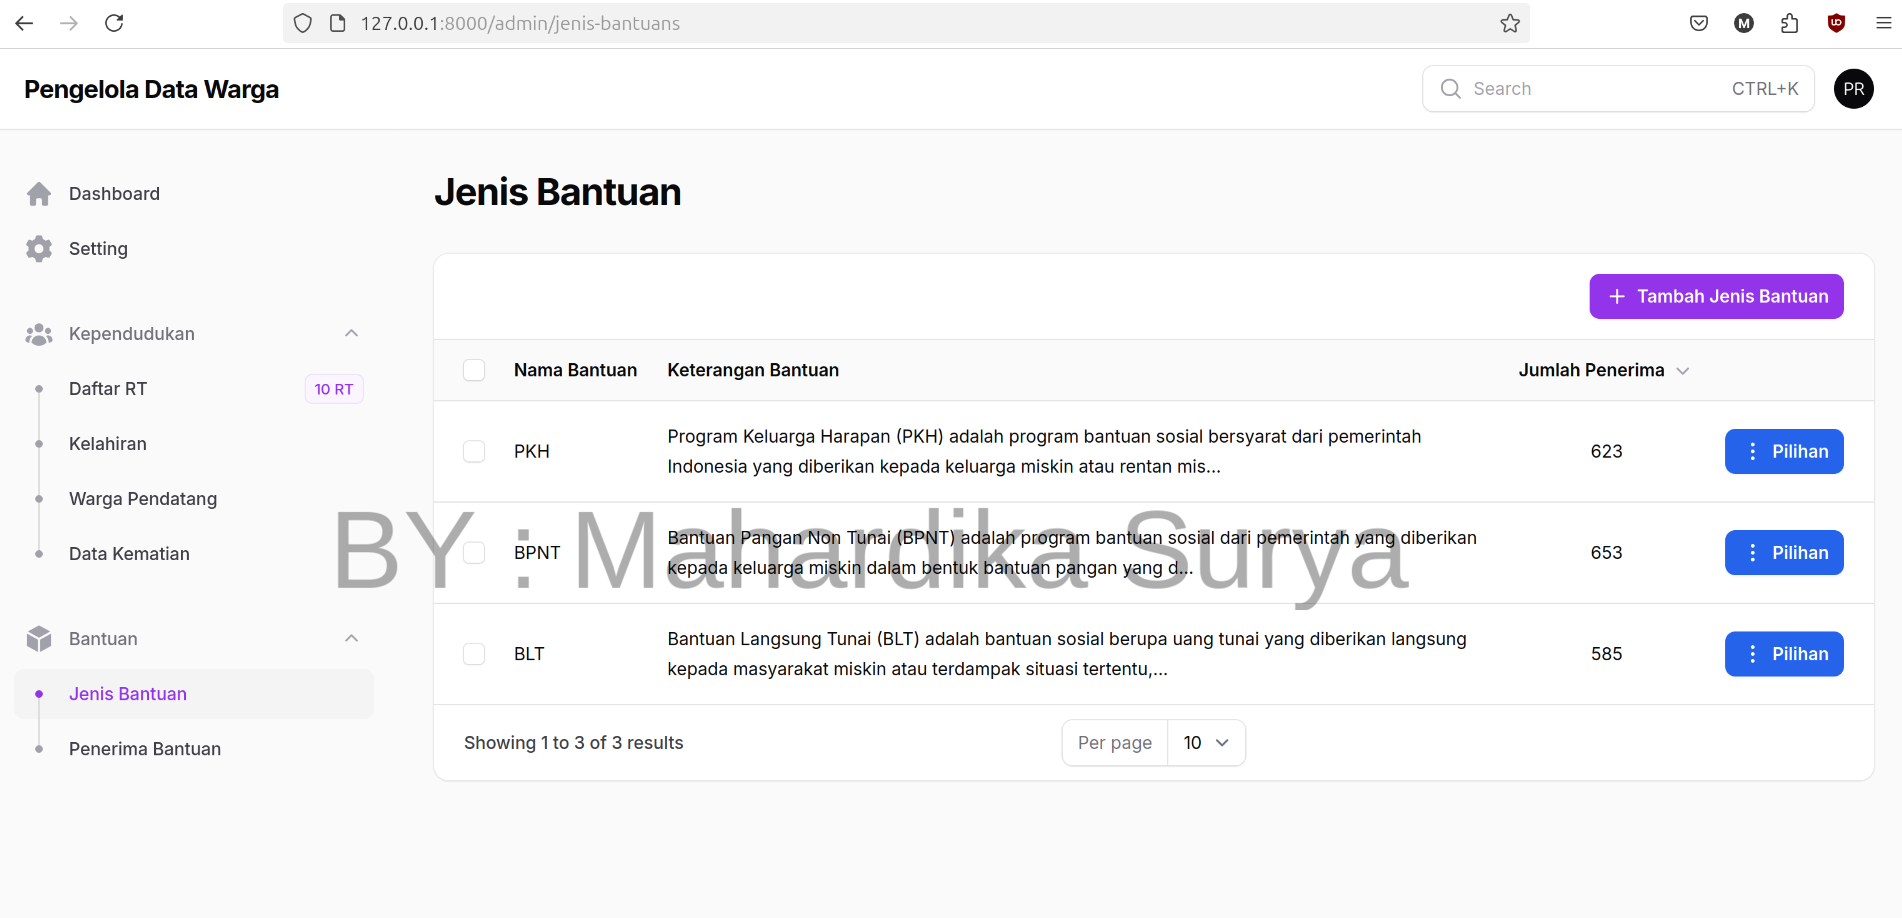 127.0.0.1:8000/admin/jenis-bantuans
M
Pengelola Data Warga
Search
CTRL+K
PR
Dashboard
Setting
Kependudukan
Daftar RT
10 RT
Kelahiran
Warga Pendatang
Data Kematian
Bantuan
Jenis Bantuan
Penerima Bantuan
Jenis Bantuan
Tambah Jenis Bantuan
Nama Bantuan Keterangan Bantuan Jumlah Penerima
PKH
Program Keluarga Harapan (PKH) adalah program bantuan sosial bersyarat dari pemerintah
Indonesia yang diberikan kepada keluarga miskin atau rentan mis...
623
Pilihan
BPNT
Bantuan Pangan Non Tunai (BPNT) adalah program bantuan sosial dari pemerintah yang diberikan
kepada keluarga miskin dalam bentuk bantuan pangan yang d...
653
Pilihan
BLT
Bantuan Langsung Tunai (BLT) adalah bantuan sosial berupa uang tunai yang diberikan langsung
kepada masyarakat miskin atau terdampak situasi tertentu,...
585
Pilihan
Showing 1 to 3 of 3 results
Per page 10
BY : Mahardika Surya